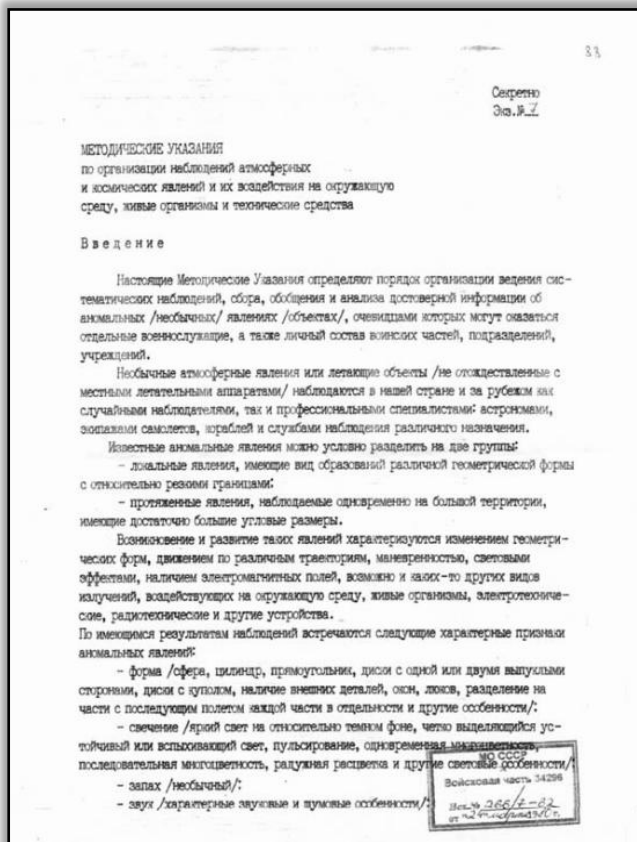 83
Секретно
Экз.№ 7
МЕТОДИЧЕСКИЕ УКАЗАНИЯ
по организации наблюдений атмосферных
и космических явлений и их воздействия на окружающую
среду, живые организмы и технические средства
Введение
Настоящие Методические Указания определяют порядок организации ведения сис-
тематических наблюдений, сбора, обобщения и анализа достоверной информации об
аномальных /необычных/ явлениях /объектах/, очевидцами которых могут оказаться
отдельные военнослужащие, а также личный состав воинских частей, подразделений,
учреждений.
Необычные атмосферные явления или летающие объекты /не отождествленные с
местными летательными аппаратами/ наблюдаются в нашей стране и за рубежом как
случайными наблюдателями, так и профессиональными специалистами: астрономами,
экипажами самолетов, кораблей и службами наблюдения различного назначения.
Известные аномальные явления можно условно разделить на две группы:
- локальные явления, имеющие вид образований различной геометрической формы
с относительно резкими границами:
- протяженные явления, наблюдаемые одновременно на большой территории,
имеющие достаточно большие угловые размеры.
Возникновение и развитие таких явлений характеризуются изменением геометри-
ческих форм, движением по различным траекториям, маневренностью, световыми
эффектами, наличием электромагнитных полей, возможно и каких-то других видов
излучений, воздействующих на окружающую среду, живые организмы, электротехниче-
ские, радиотехнические и другие устройства.
По имеющимся результатам наблюдений встречаются следующие характерные признаки
аномальных явлений:
- форма /сфера, цилиндр, прямоугольник, диски с одной или двумя выпуклыми
сторонами, диски с куполом, наличие внешних деталей, окон, люков, разделение на
части с последующим полетом каждой части в отдельности и другие особенности/:
- свечение /яркий свет на относительно темном фоне, четко выделяющийся ус-
тойчивый или вспыхивающий свет, пульсирование, одновременная многоцветность,
последовательная многоцветность, радужная расцветка и другие световые особенности/:
- запах /необычный/:
- звук /характерные звуковые и шумовые особенности/:
МО СССР
Войсковая часть 34296
Вх.№ 266/7-82
от "24" марта 1980 г.